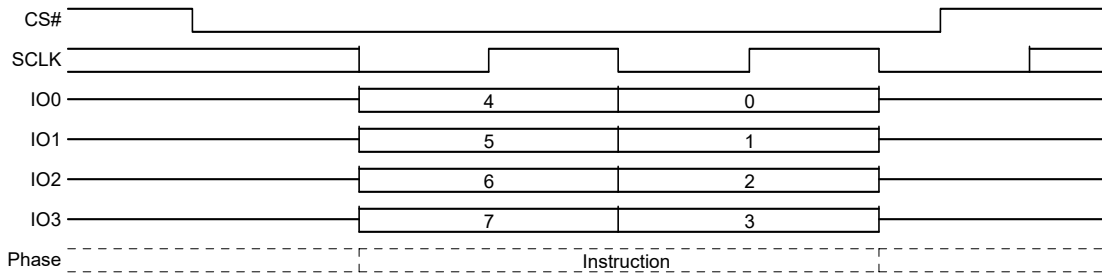 CS#
SCLK
IO0 4 0
IO1 5 1
IO2 6 2
IO3 7 3
Phase Instruction